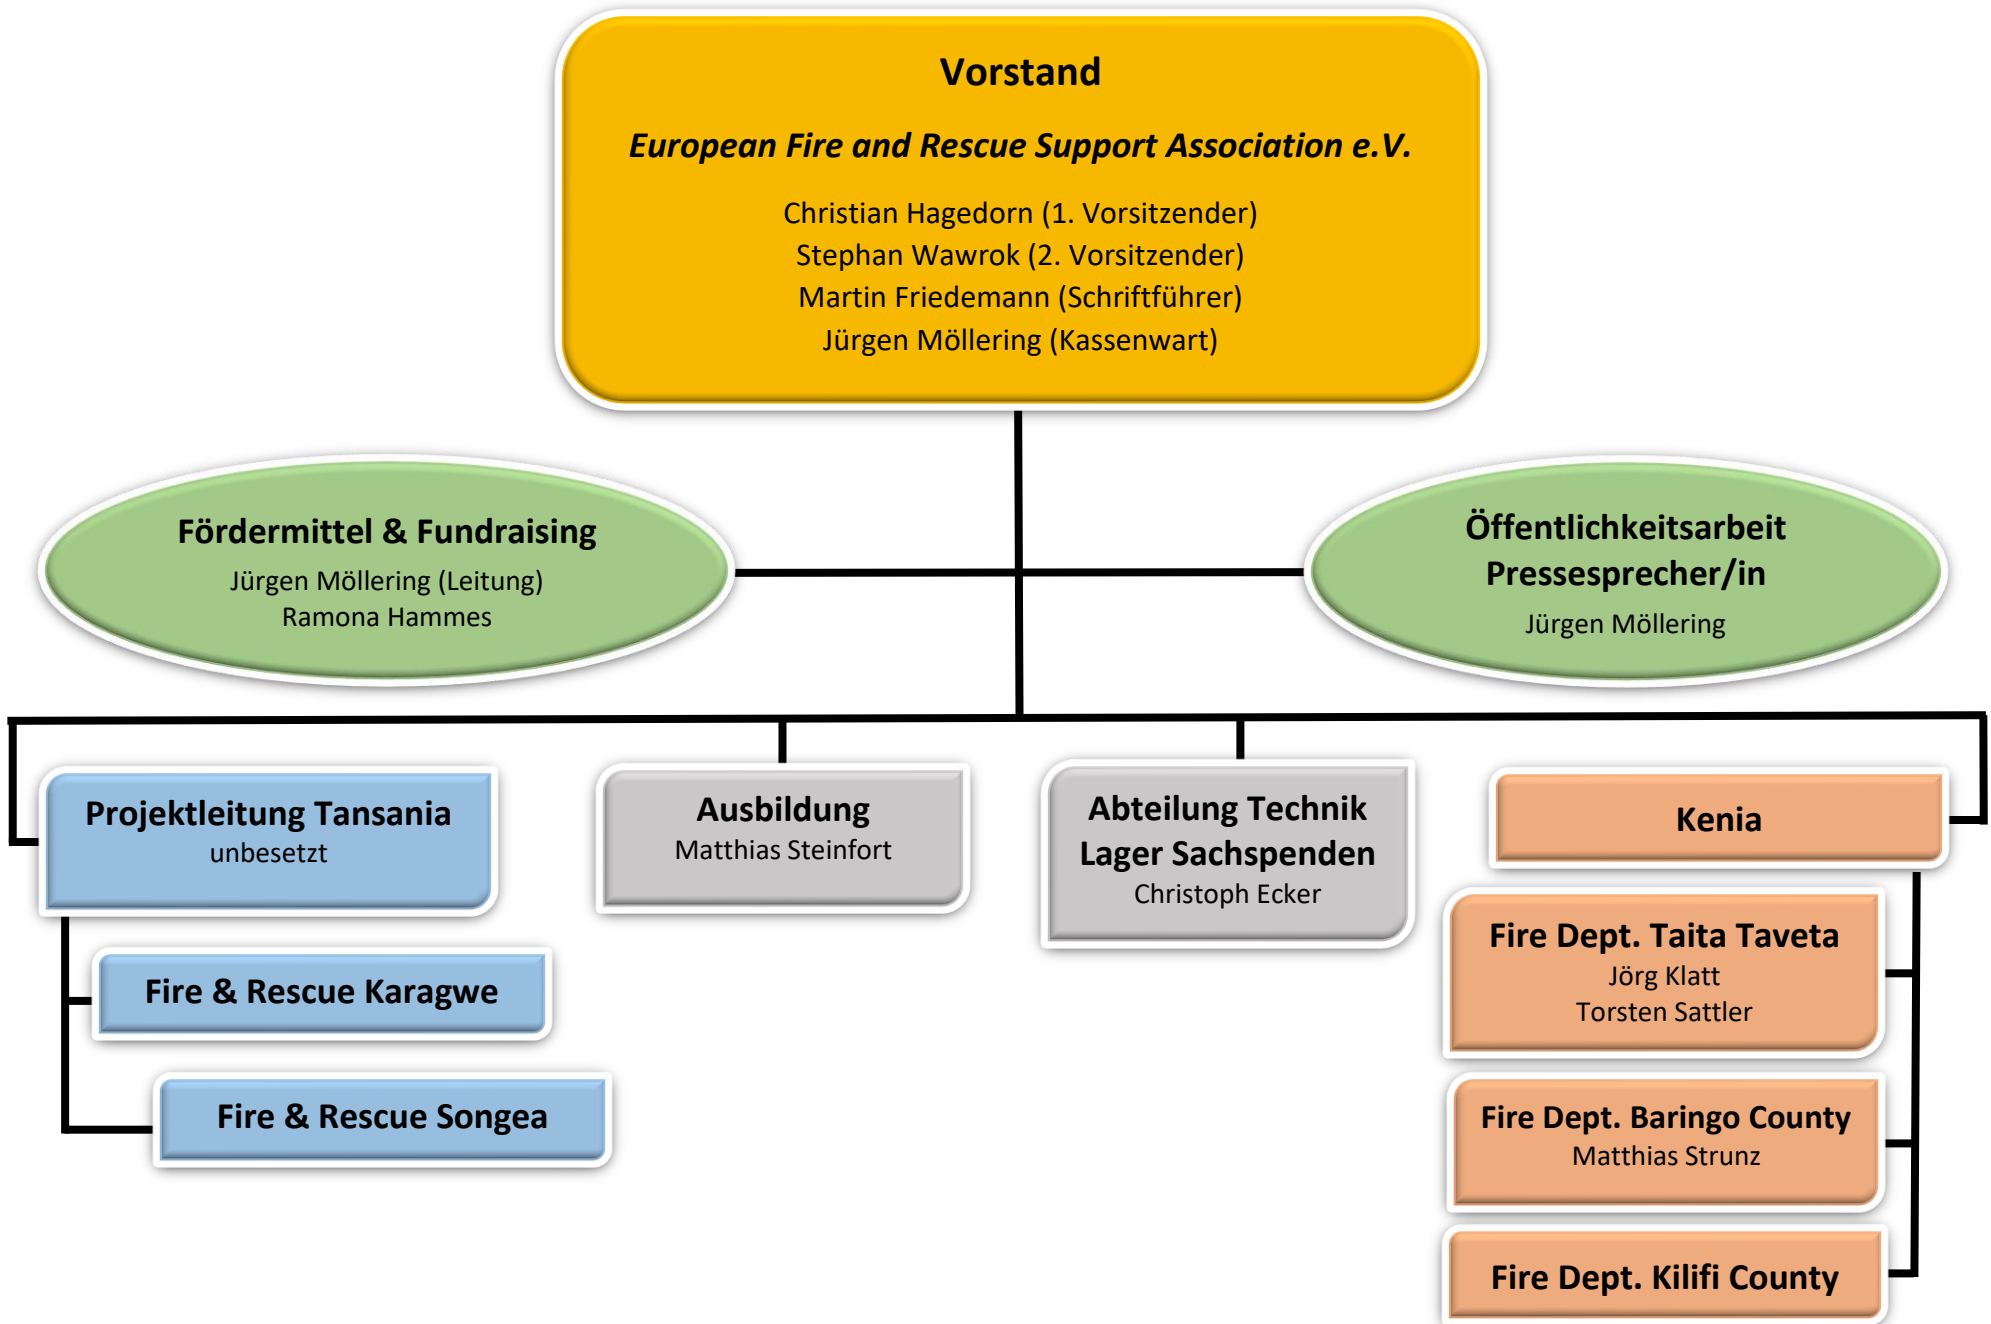 Vorstand
European Fire and Rescue Support Association e.V.
Christian Hagedorn (1. Vorsitzender)
Stephan Wawrok (2. Vorsitzender)
Martin Friedemann (Schriftführer)
Jürgen Möllering (Kassenwart)
Fördermittel & Fundraising
Jürgen Möllering (Leitung)
Ramona Hammes
Öffentlichkeitsarbeit
Pressesprecher/in
Jürgen Möllering
Projektleitung Tansania
unbesetzt
Fire & Rescue Karagwe
Fire & Rescue Songea
Ausbildung
Matthias Steinfort
Abteilung Technik
Lager Sachspenden
Christoph Ecker
Kenia
Fire Dept. Taita Taveta
Jörg Klatt
Torsten Sattler
Fire Dept. Baringo County
Matthias Strunz
Fire Dept. Kilifi County